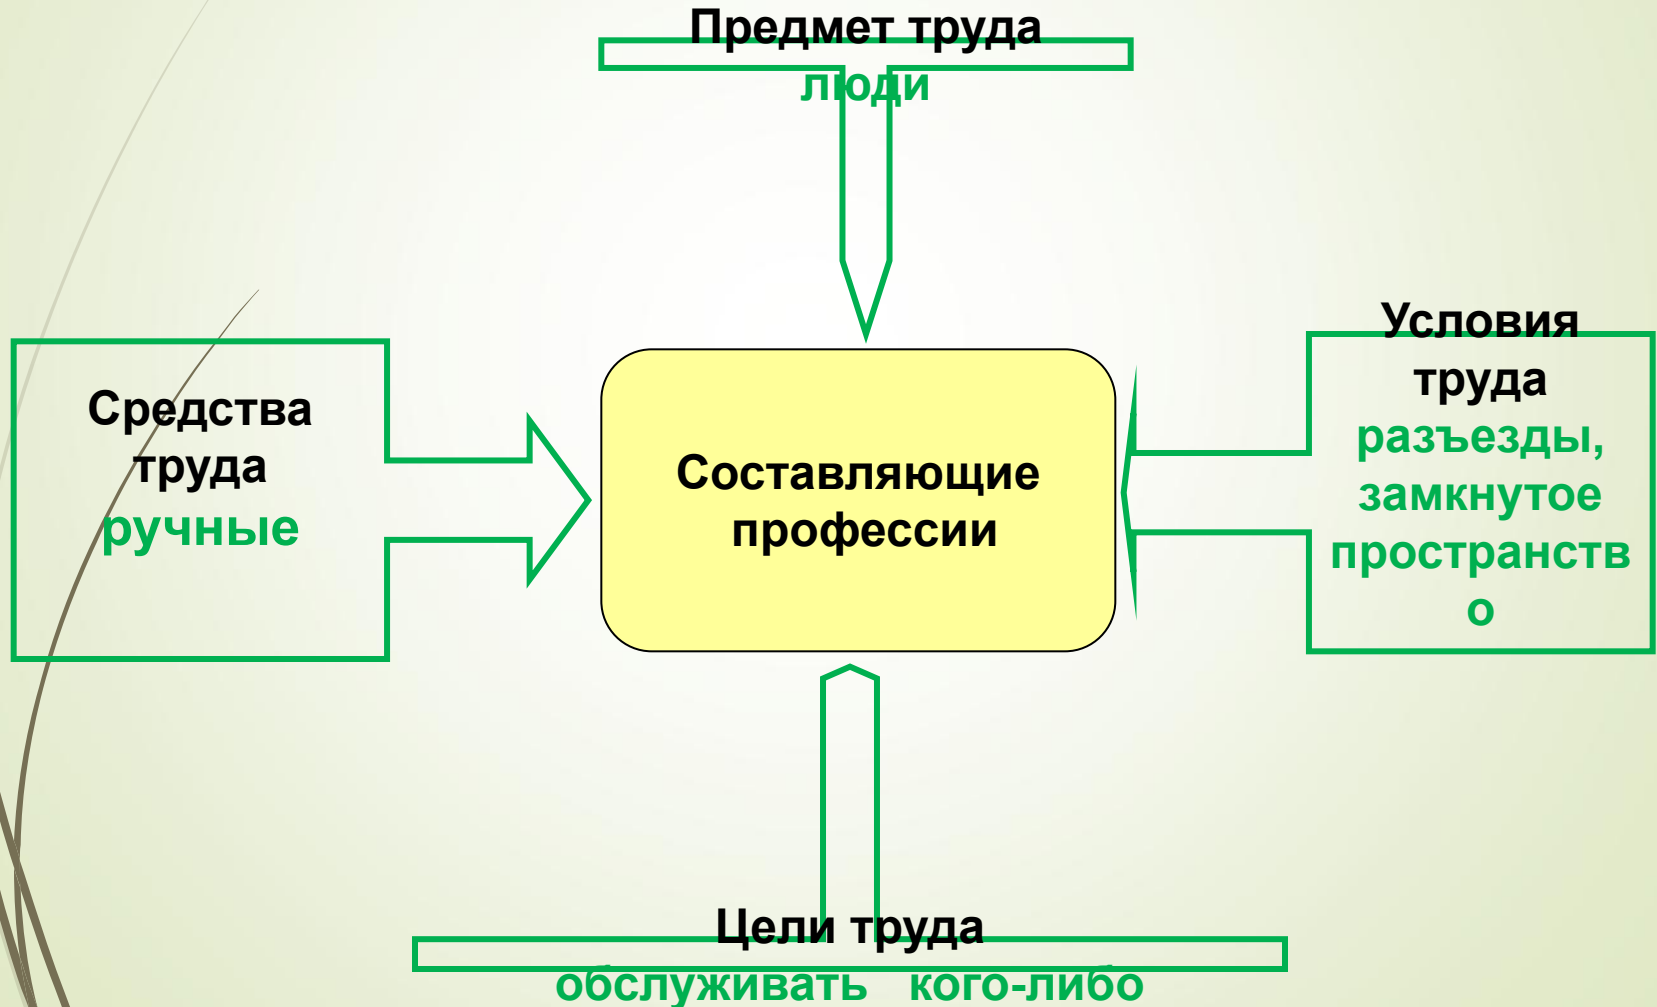 Предмет труда
люди
Средства
труда
ручные
Составляющие
профессии
Условия
труда
разъезды,
замкнутое
пространств
о
Цели труда
обслуживать кого-либо